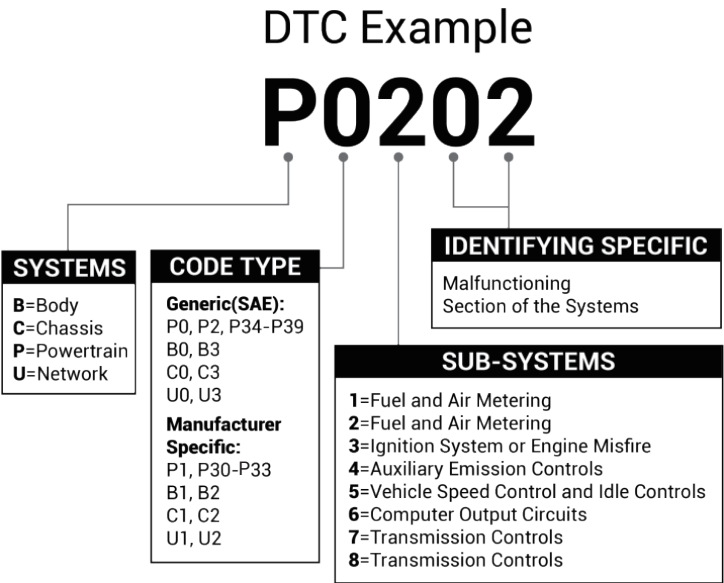 DTC Example
P0202
SYSTEMS
B=Body
C=Chassis
P=Powertrain
U=Network
CODE TYPE
Generic(SAE):
P0, P2, P34-P39
B0, B3
C0, C3
U0, U3
Manufacturer
Specific:
P1, P30-P33
B1, B2
C1, C2
U1, U2
IDENTIFYING SPECIFIC
Malfunctioning
Section of the Systems
SUB-SYSTEMS
1=Fuel and Air Metering
2=Fuel and Air Metering
3=Ignition System or Engine Misfire
4=Auxiliary Emission Controls
5=Vehicle Speed Control and Idle Controls
6=Computer Output Circuits
7=Transmission Controls
8=Transmission Controls